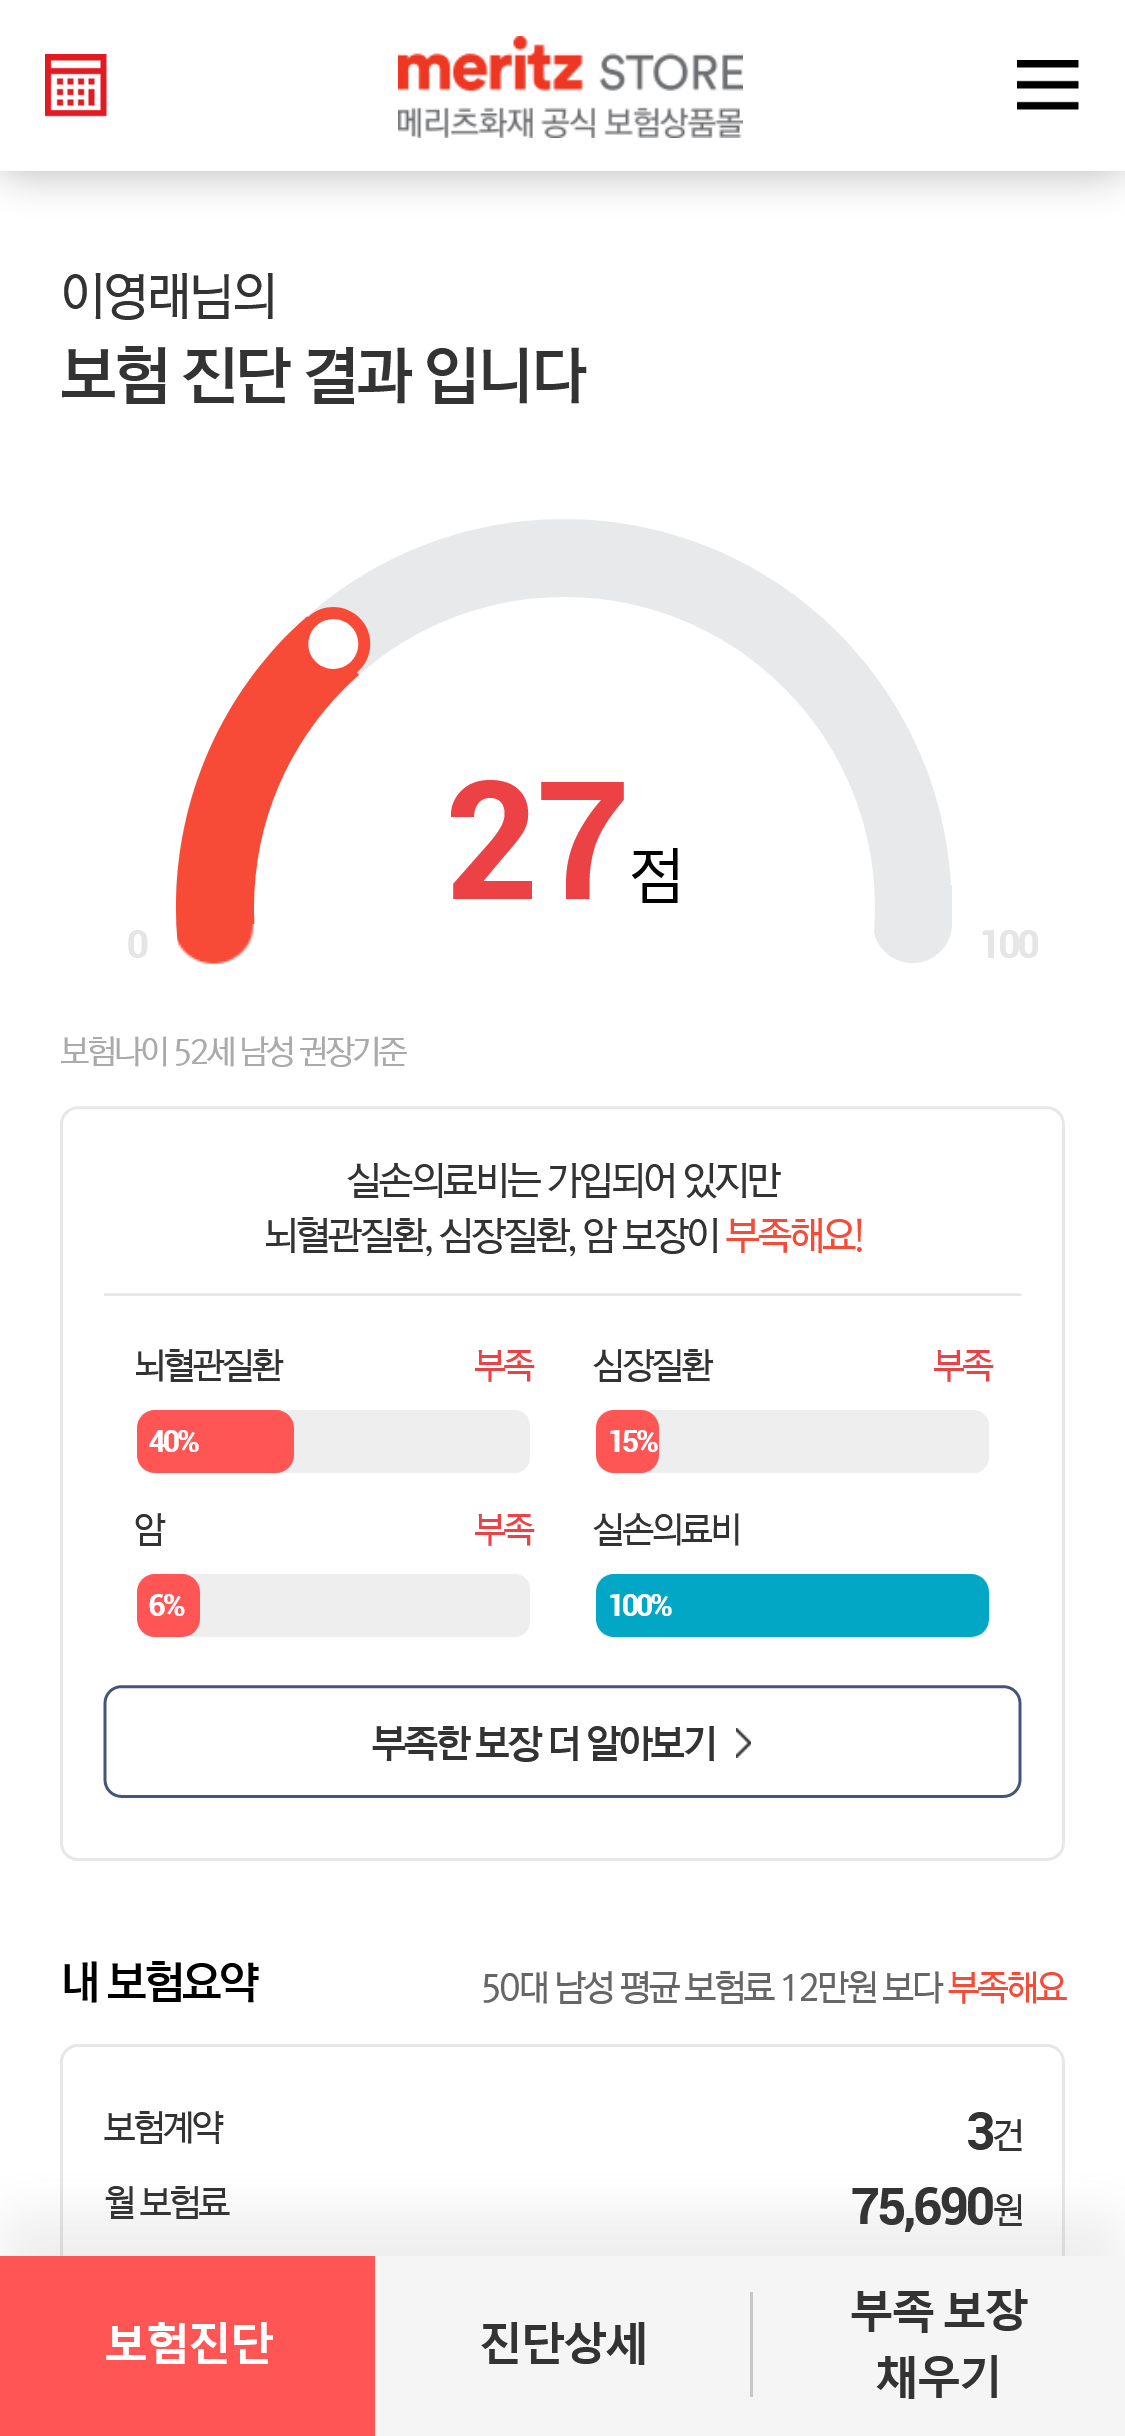 meritz STORE
메리츠화재 공식 보험상품몰
이영래님의
보험 진단 결과 입니다
27점
0
100
보험나이 52세 남성 권장기준
실손의료비는 가입되어 있지만
뇌혈관질환, 심장질환, 암 보장이 부족해요!
뇌혈관질환 부족
심장질환 부족
40%
15%
암 부족
실손의료비
6%
100%
부족한 보장 더 알아보기
내 보험요약
50대 남성 평균 보험료 12만원 보다 부족해요
보험계약 3건
월 보험료 75,690원
보험진단
진단상세
부족 보장
채우기